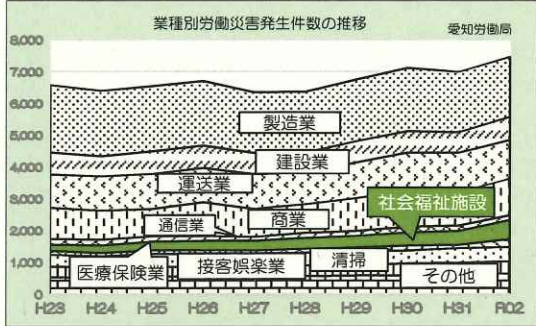 業種別労働災害発生件数の推移
愛知労働局
8,000
7,000
6,000
5,000
4,000
3,000
2,000
1,000
0
製造業
建設業
運送業
社会福祉施設
通信業
商業
医療保険業
接客娯楽業
清掃
その他
H23 H24 H25 H26 H27 H28 H29 H30 H31 R02